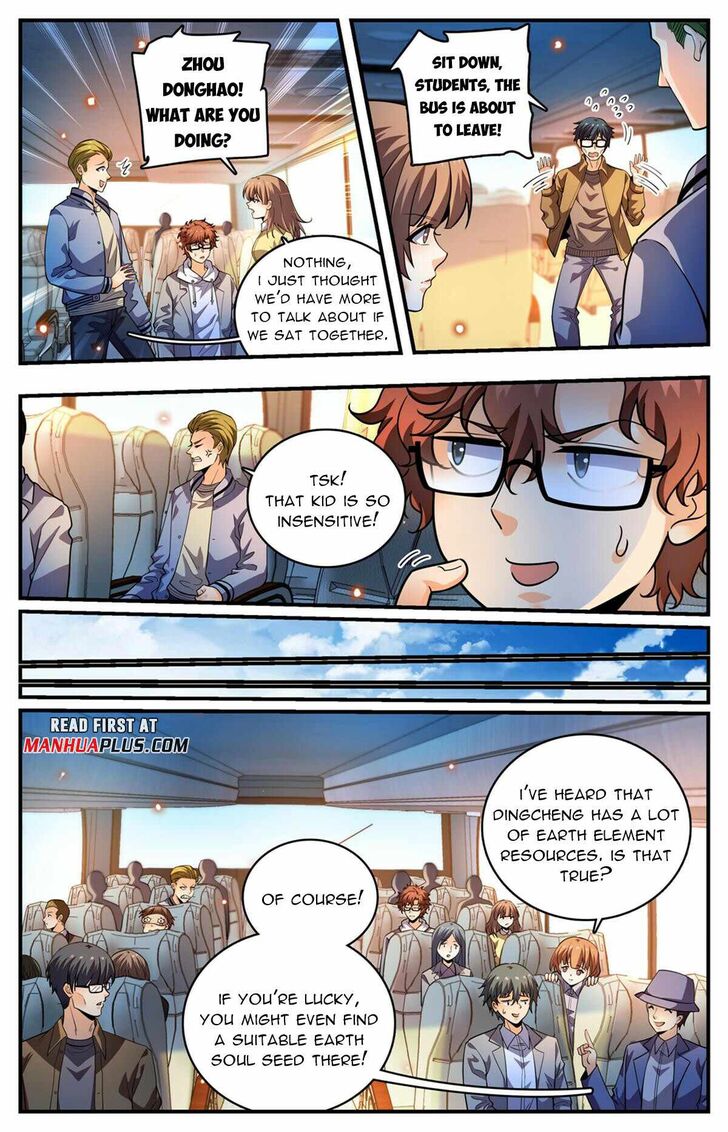 ZHOU
DONGHAO!
WHAT ARE YOU
DOING?
NOTHING,
I JUST THOUGHT
WE'D HAVE MORE
TO TALK ABOUT IF
WE SAT TOGETHER.
SIT DOWN,
STUDENTS, THE
BUS IS ABOUT
TO LEAVE!
TSK!
THAT KID IS SO
INSENSITIVE!
READ FIRST AT
MANHUAPLUS.COM
I'VE HEARD THAT
DINGCHENG HAS A LOT
OF EARTH ELEMENT
RESOURCES. IS THAT
TRUE?
OF COURSE!
IF YOU'RE LUCKY,
YOU MIGHT EVEN FIND
A SUITABLE EARTH
SOUL SEED THERE!